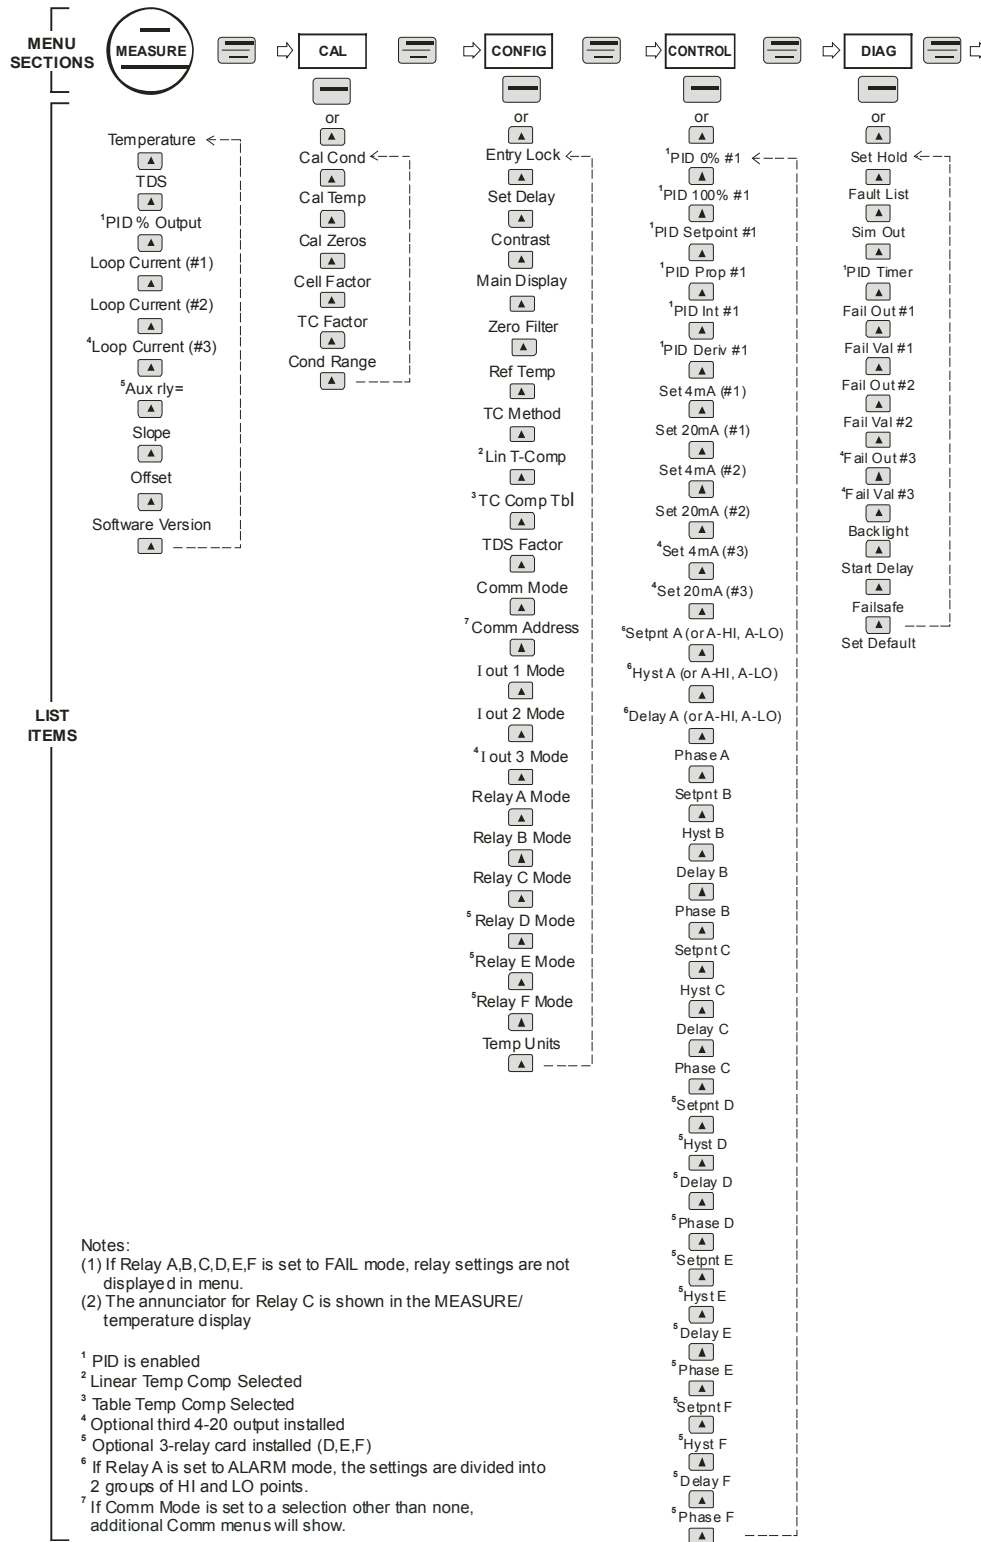 MENU
SECTIONS
MEASURE
CAL
CONFIG
CONTROL
DIAG
LIST
ITEMS
Temperature
TDS
¹PID % Output
Loop Current (#1)
Loop Current (#2)
⁴Loop Current (#3)
⁵Aux rly=
Slope
Offset
Software Version
or
Cal Cond
Cal Temp
Cal Zeros
Cell Factor
TC Factor
Cond Range
or
Entry Lock
Set Delay
Contrast
Main Display
Zero Filter
Ref Temp
TC Method
²Lin T-Comp
³TC Comp Tbl
TDS Factor
Comm Mode
⁷Comm Address
I out 1 Mode
I out 2 Mode
⁴I out 3 Mode
Relay A Mode
Relay B Mode
Relay C Mode
⁵Relay D Mode
⁵Relay E Mode
⁵Relay F Mode
Temp Units
or
¹PID 0% #1
¹PID 100% #1
¹PID Setpoint #1
¹PID Prop #1
¹PID Int #1
¹PID Deriv #1
Set 4mA (#1)
Set 20mA (#1)
Set 4mA (#2)
Set 20mA (#2)
⁴Set 4mA (#3)
⁴Set 20mA (#3)
⁶Setpnt A (or A-HI, A-LO)
⁶Hyst A (or A-HI, A-LO)
⁶Delay A (or A-HI, A-LO)
Phase A
Setpnt B
Hyst B
Delay B
Phase B
Setpnt C
Hyst C
Delay C
Phase C
⁵Setpnt D
⁵Hyst D
⁵Delay D
⁵Phase D
⁵Setpnt E
⁵Hyst E
⁵Delay E
⁵Phase E
⁵Setpnt F
⁵Hyst F
⁵Delay F
⁵Phase F
or
Set Hold
Fault List
Sim Out
¹PID Timer
Fail Out #1
Fail Val #1
Fail Out #2
Fail Val #2
⁴Fail Out #3
⁴Fail Val #3
Backlight
Start Delay
Failsafe
Set Default
Notes:
(1) If Relay A,B,C,D,E,F is set to FAIL mode, relay settings are not
displayed in menu.
(2) The annunciator for Relay C is shown in the MEASURE/
temperature display
¹ PID is enabled
² Linear Temp Comp Selected
³ Table Temp Comp Selected
⁴ Optional third 4-20 output installed
⁵ Optional 3-relay card installed (D,E,F)
⁶ If Relay A is set to ALARM mode, the settings are divided into
2 groups of HI and LO points.
⁷ If Comm Mode is set to a selection other than none,
additional Comm menus will show.